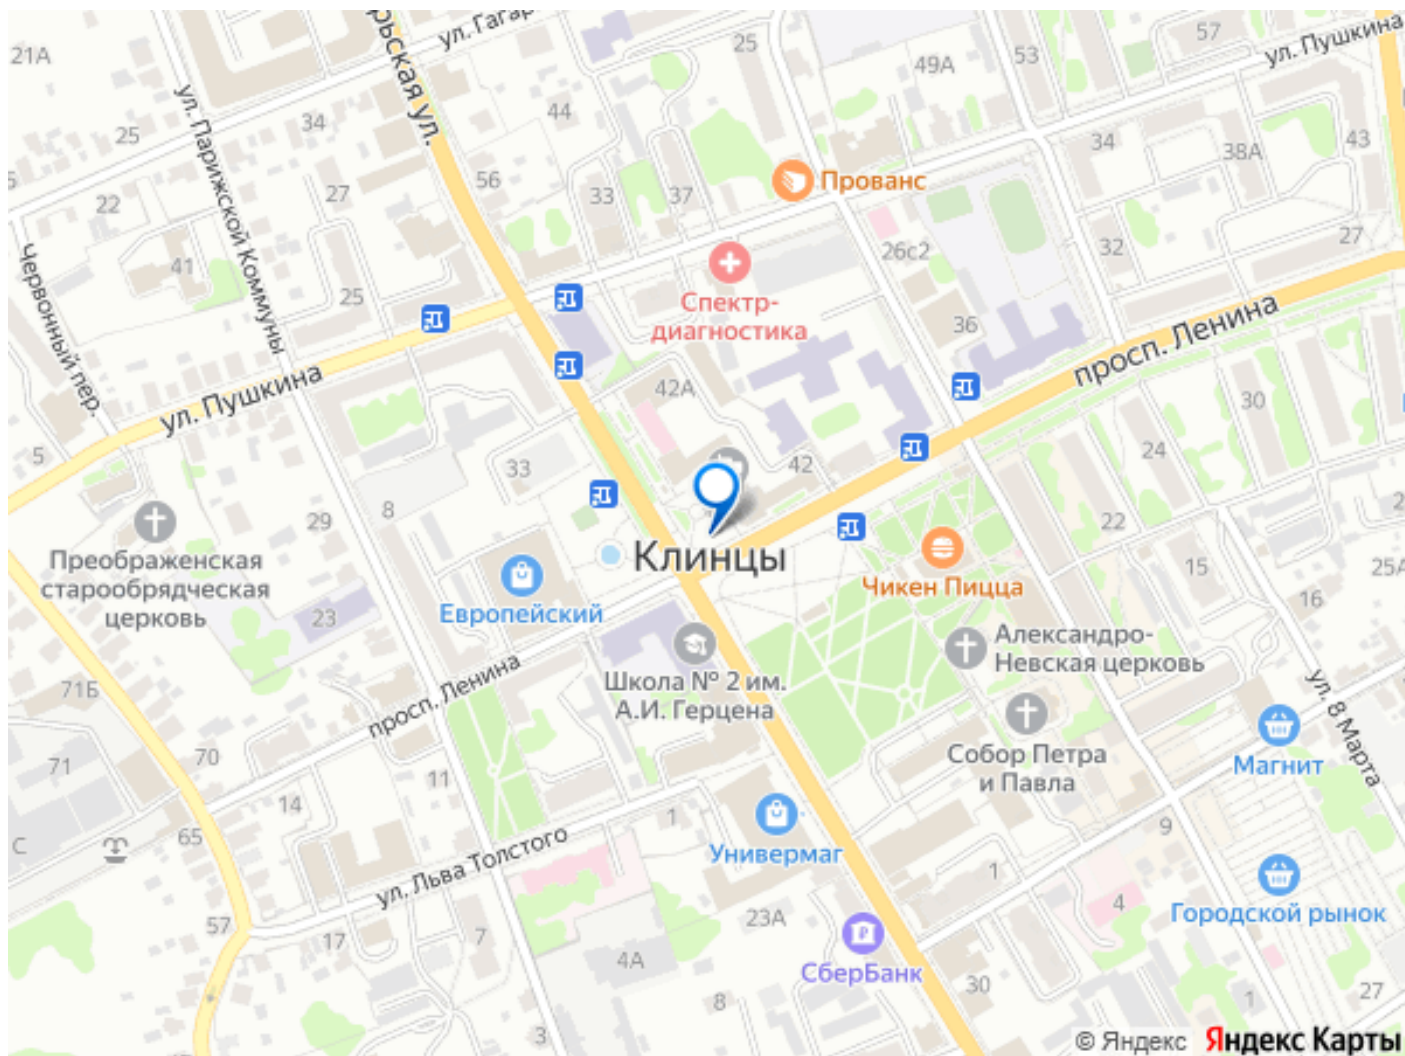 21А
ул. Гагар
рьская ул.
25
49А
53
57
ул. Пушкина
ул. Парижской Коммуны
25
34
44
56
33
37
Прованс
34
38А
43
22
27
41
25
Червонный пер.
26с2
32
27
Спектр-
диагностика
36
просп. Ленина
ул. Пушкина
42А
30
5
33
42
24
8
29
22
Преображенская
старообрядческая
церковь
23
Европейский
Клинцы
Чикен Пицца
15
16
25А
Александро-
Невская церковь
Школа № 2 им.
А.И. Герцена
71Б
просп. Ленина
ул. 8 Марта
70
71
11
14
Собор Петра
и Павла
Магнит
65
С
1
9
Универмаг
ул. Льва Толстого
1
4
Городской рынок
57
17
7
23А
4А
СберБанк
30
8
3
1
27
© Яндекс
Яндекс Карты